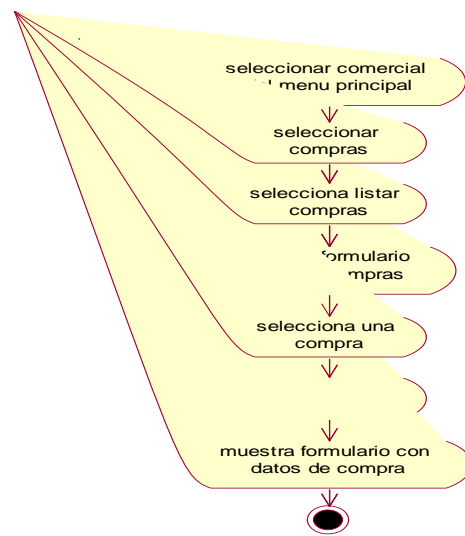 seleccionar comercial
del menu principal
seleccionar
compras
selecciona listar
compras
formulario
selecciona una
compra
muestra formulario con
datos de compra